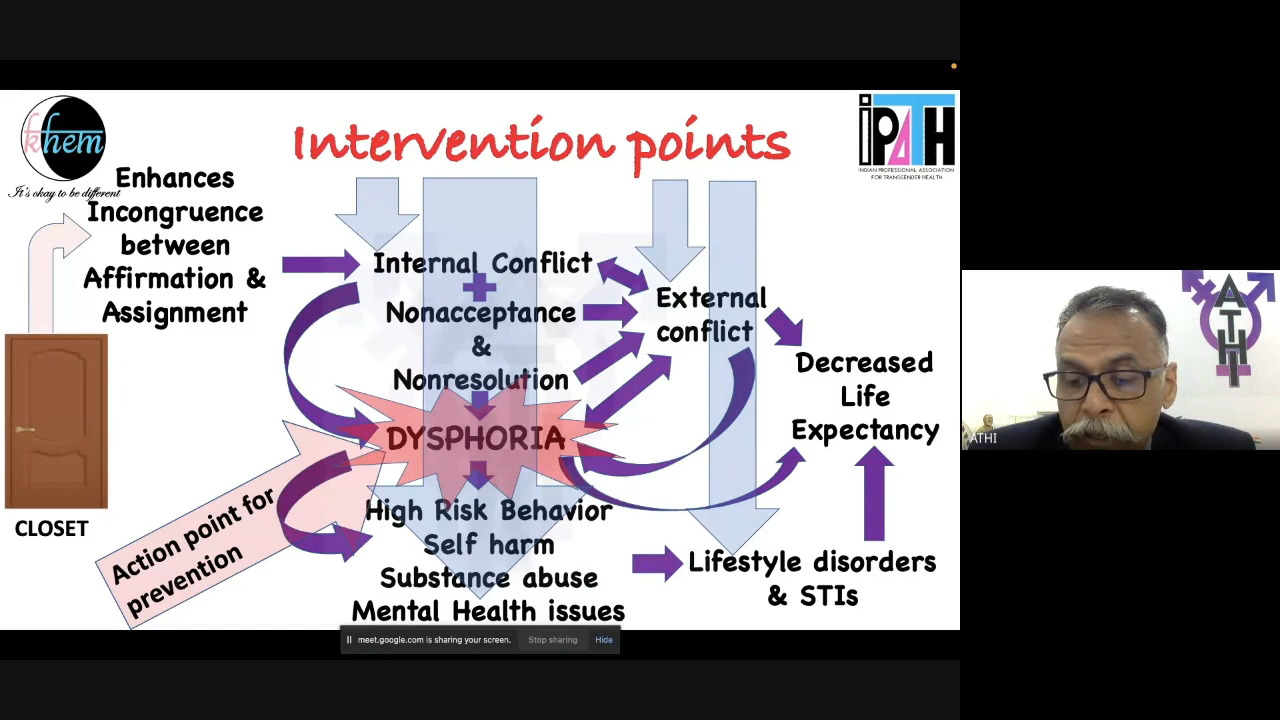 khem
It's okay to be different
Intervention points
iPATH
INDIAN PROFESSIONAL ASSOCIATION
FOR TRANSGENDER HEALTH
Enhances
Incongruence
between
Affirmation &
Assignment
CLOSET
Action point for
prevention
Internal Conflict
Nonacceptance
&
Nonresolution
DYSPHORIA
High Risk Behavior
Self harm
Substance abuse
Mental Health issues
External
conflict
Decreased
Life
Expectancy
Lifestyle disorders
& STIs
meet.google.com is sharing your screen.
Stop sharing
Hide
ATHI
ATHI